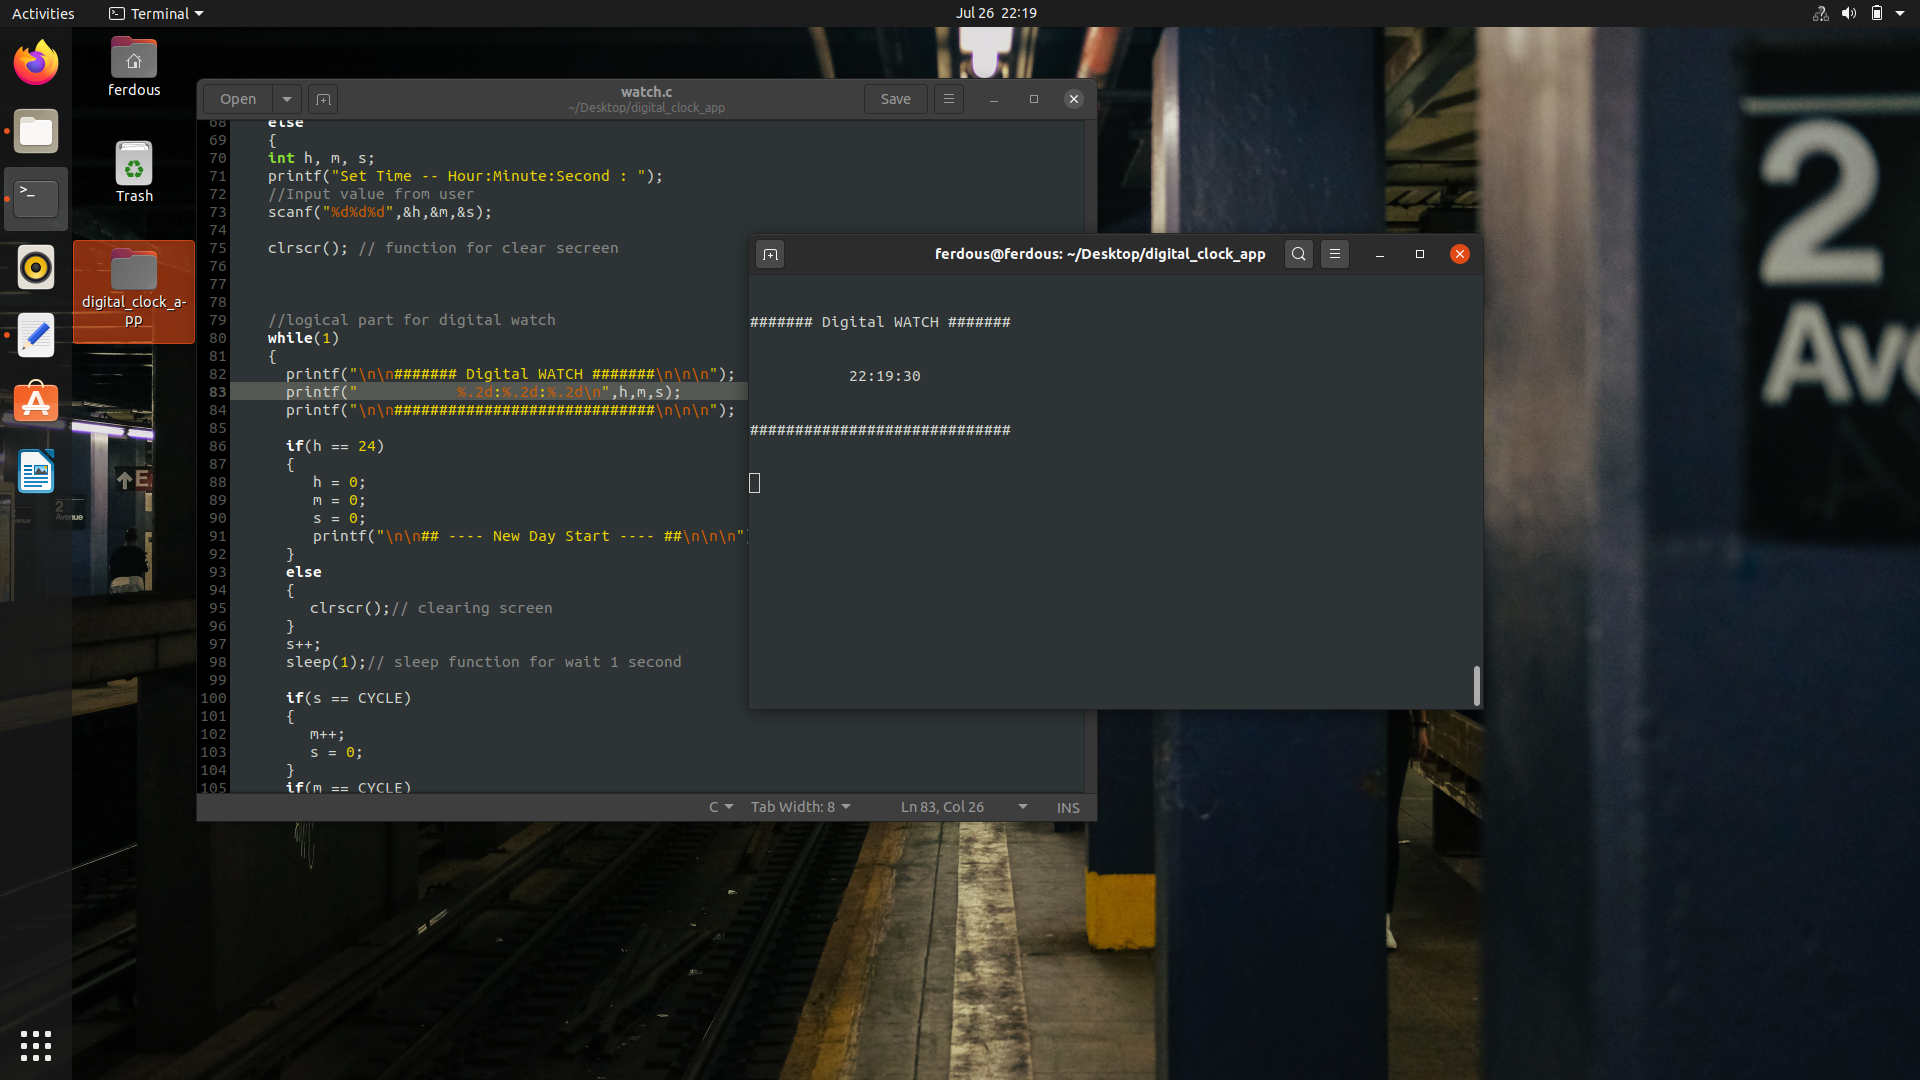 Activities
Terminal
Jul 26 22:19
ferdous
Trash
digital_clock_a-
pp
Open
watch.c
~/Desktop/digital_clock_app
Save
68 else
69 {
70 int h, m, s;
71 printf("Set Time -- Hour:Minute:Second : ");
72 //Input value from user
73 scanf("%d%d%d",&h,&m,&s);
74
75 clrscr(); // function for clear secreen
76
77
78
79 //logical part for digital watch
80 while(1)
81 {
82 printf("\n\n####### Digital WATCH #######\n\n\n");
83 printf("           %.2d:%.2d:%.2d\n",h,m,s);
84 printf("\n\n#############################\n\n\n");
85
86 if(h == 24)
87 {
88 h = 0;
89 m = 0;
90 s = 0;
91 printf("\n\n## ---- New Day Start ---- ##\n\n\n")
92 }
93 else
94 {
95 clrscr();// clearing screen
96 }
97 s++;
98 sleep(1);// sleep function for wait 1 second
99
100 if(s == CYCLE)
101 {
102 m++;
103 s = 0;
104 }
105 if(m == CYCLE)
C
Tab Width: 8
Ln 83, Col 26
INS
ferdous@ferdous: ~/Desktop/digital_clock_app
####### Digital WATCH #######
22:19:30
#############################
2
Ave
2
Avenue
E